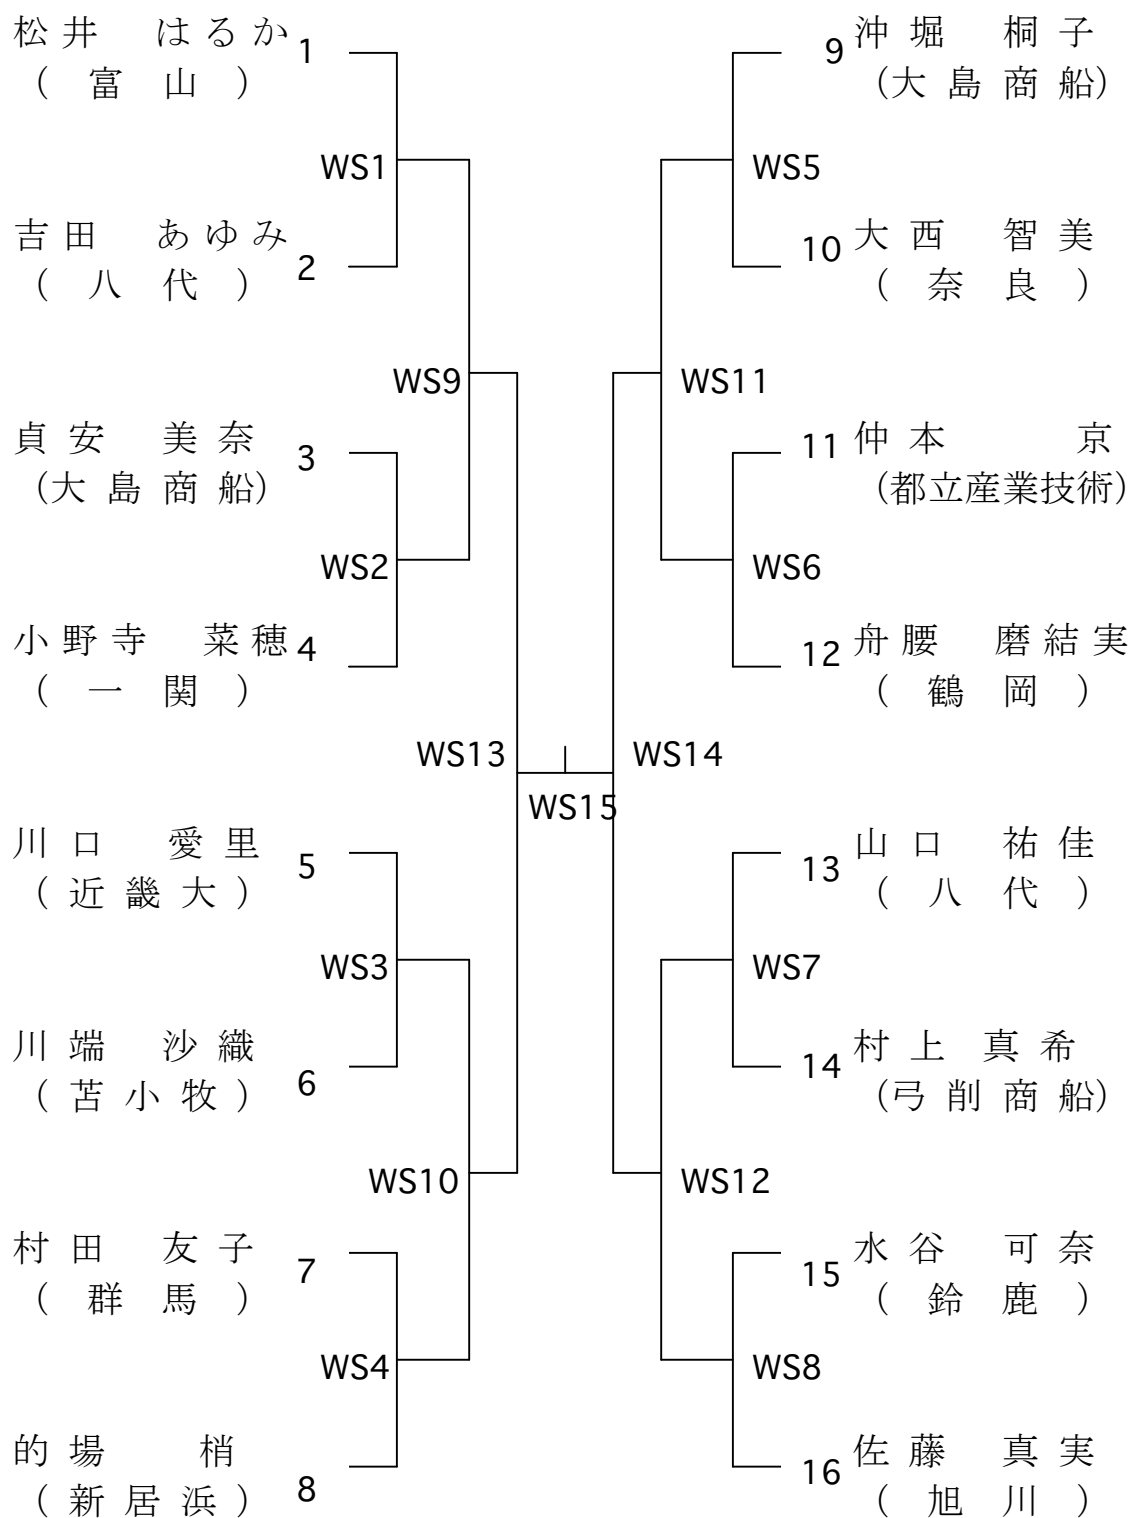 松井 はるか 1
(富山)
WS1
吉田 あゆみ 2
(八代)
WS9
貞安 美奈 3
(大島商船)
WS2
小野寺 菜穂 4
(一関)
WS13
川口 愛里 5
(近畿大)
WS3
川端 沙織 6
(苫小牧)
WS10
村田 友子 7
(群馬)
WS4
的場 梢 8
(新居浜)
WS15
9 沖堀 桐子
(大島商船)
WS5
10 大西 智美
(奈良)
WS11
11 仲本 京
(都立産業技術)
WS6
12 舟腰 磨結実
(鶴岡)
WS14
13 山口 祐佳
(八代)
WS7
14 村上 真希
(弓削商船)
WS12
15 水谷 可奈
(鈴鹿)
WS8
16 佐藤 真実
(旭川)